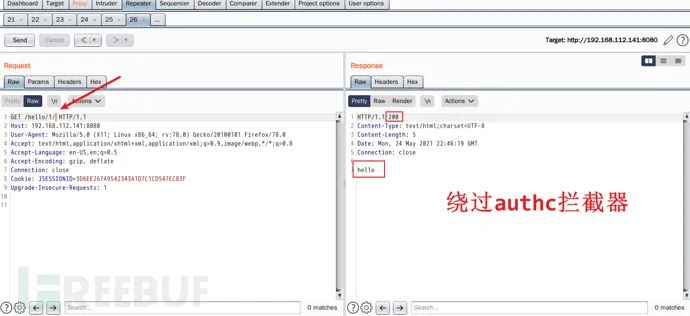 Dashboard Target Proxy Intruder Repeater Sequencer Decoder Comparer Extender Project options User options
21 × 22 × 23 × 24 × 25 × 26 × ...
Send Cancel < ▼ > ▼ Target: http://192.168.112.141:8080
Request
Raw Params Headers Hex
Pretty Raw \n Actions
1 GET /hello/1/ HTTP/1.1
2 Host: 192.168.112.141:8080
3 User-Agent: Mozilla/5.0 (X11; Linux x86_64; rv:78.0) Gecko/20100101 Firefox/78.0
4 Accept: text/html,application/xhtml+xml,application/xml;q=0.9,image/webp,*/*;q=0.8
5 Accept-Language: en-US,en;q=0.5
6 Accept-Encoding: gzip, deflate
7 Connection: close
8 Cookie: JSESSIONID=3D6EE267A9542343A1D7C1CD547ECB3F
9 Upgrade-Insecure-Requests: 1
10
11
Search... 0 matches
Response
Raw Headers Hex
Pretty Raw Render \n Actions
1 HTTP/1.1 200
2 Content-Type: text/html;charset=UTF-8
3 Content-Length: 5
4 Date: Mon, 24 May 2021 22:46:19 GMT
5 Connection: close
6
7 hello
绕过authc拦截器
Search... 0 matches
REEBUF